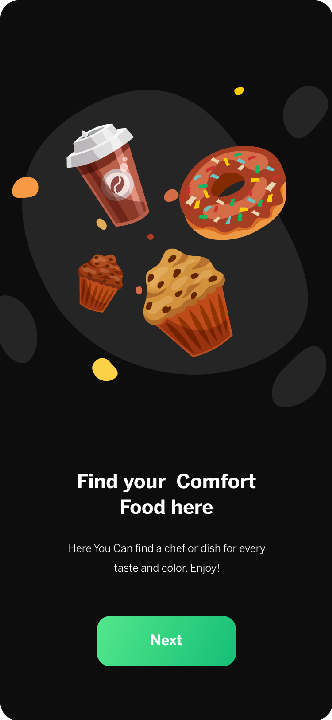 Find your  Comfort
Food here
Here You Can find a chef or dish for every
taste and color. Enjoy!
Next